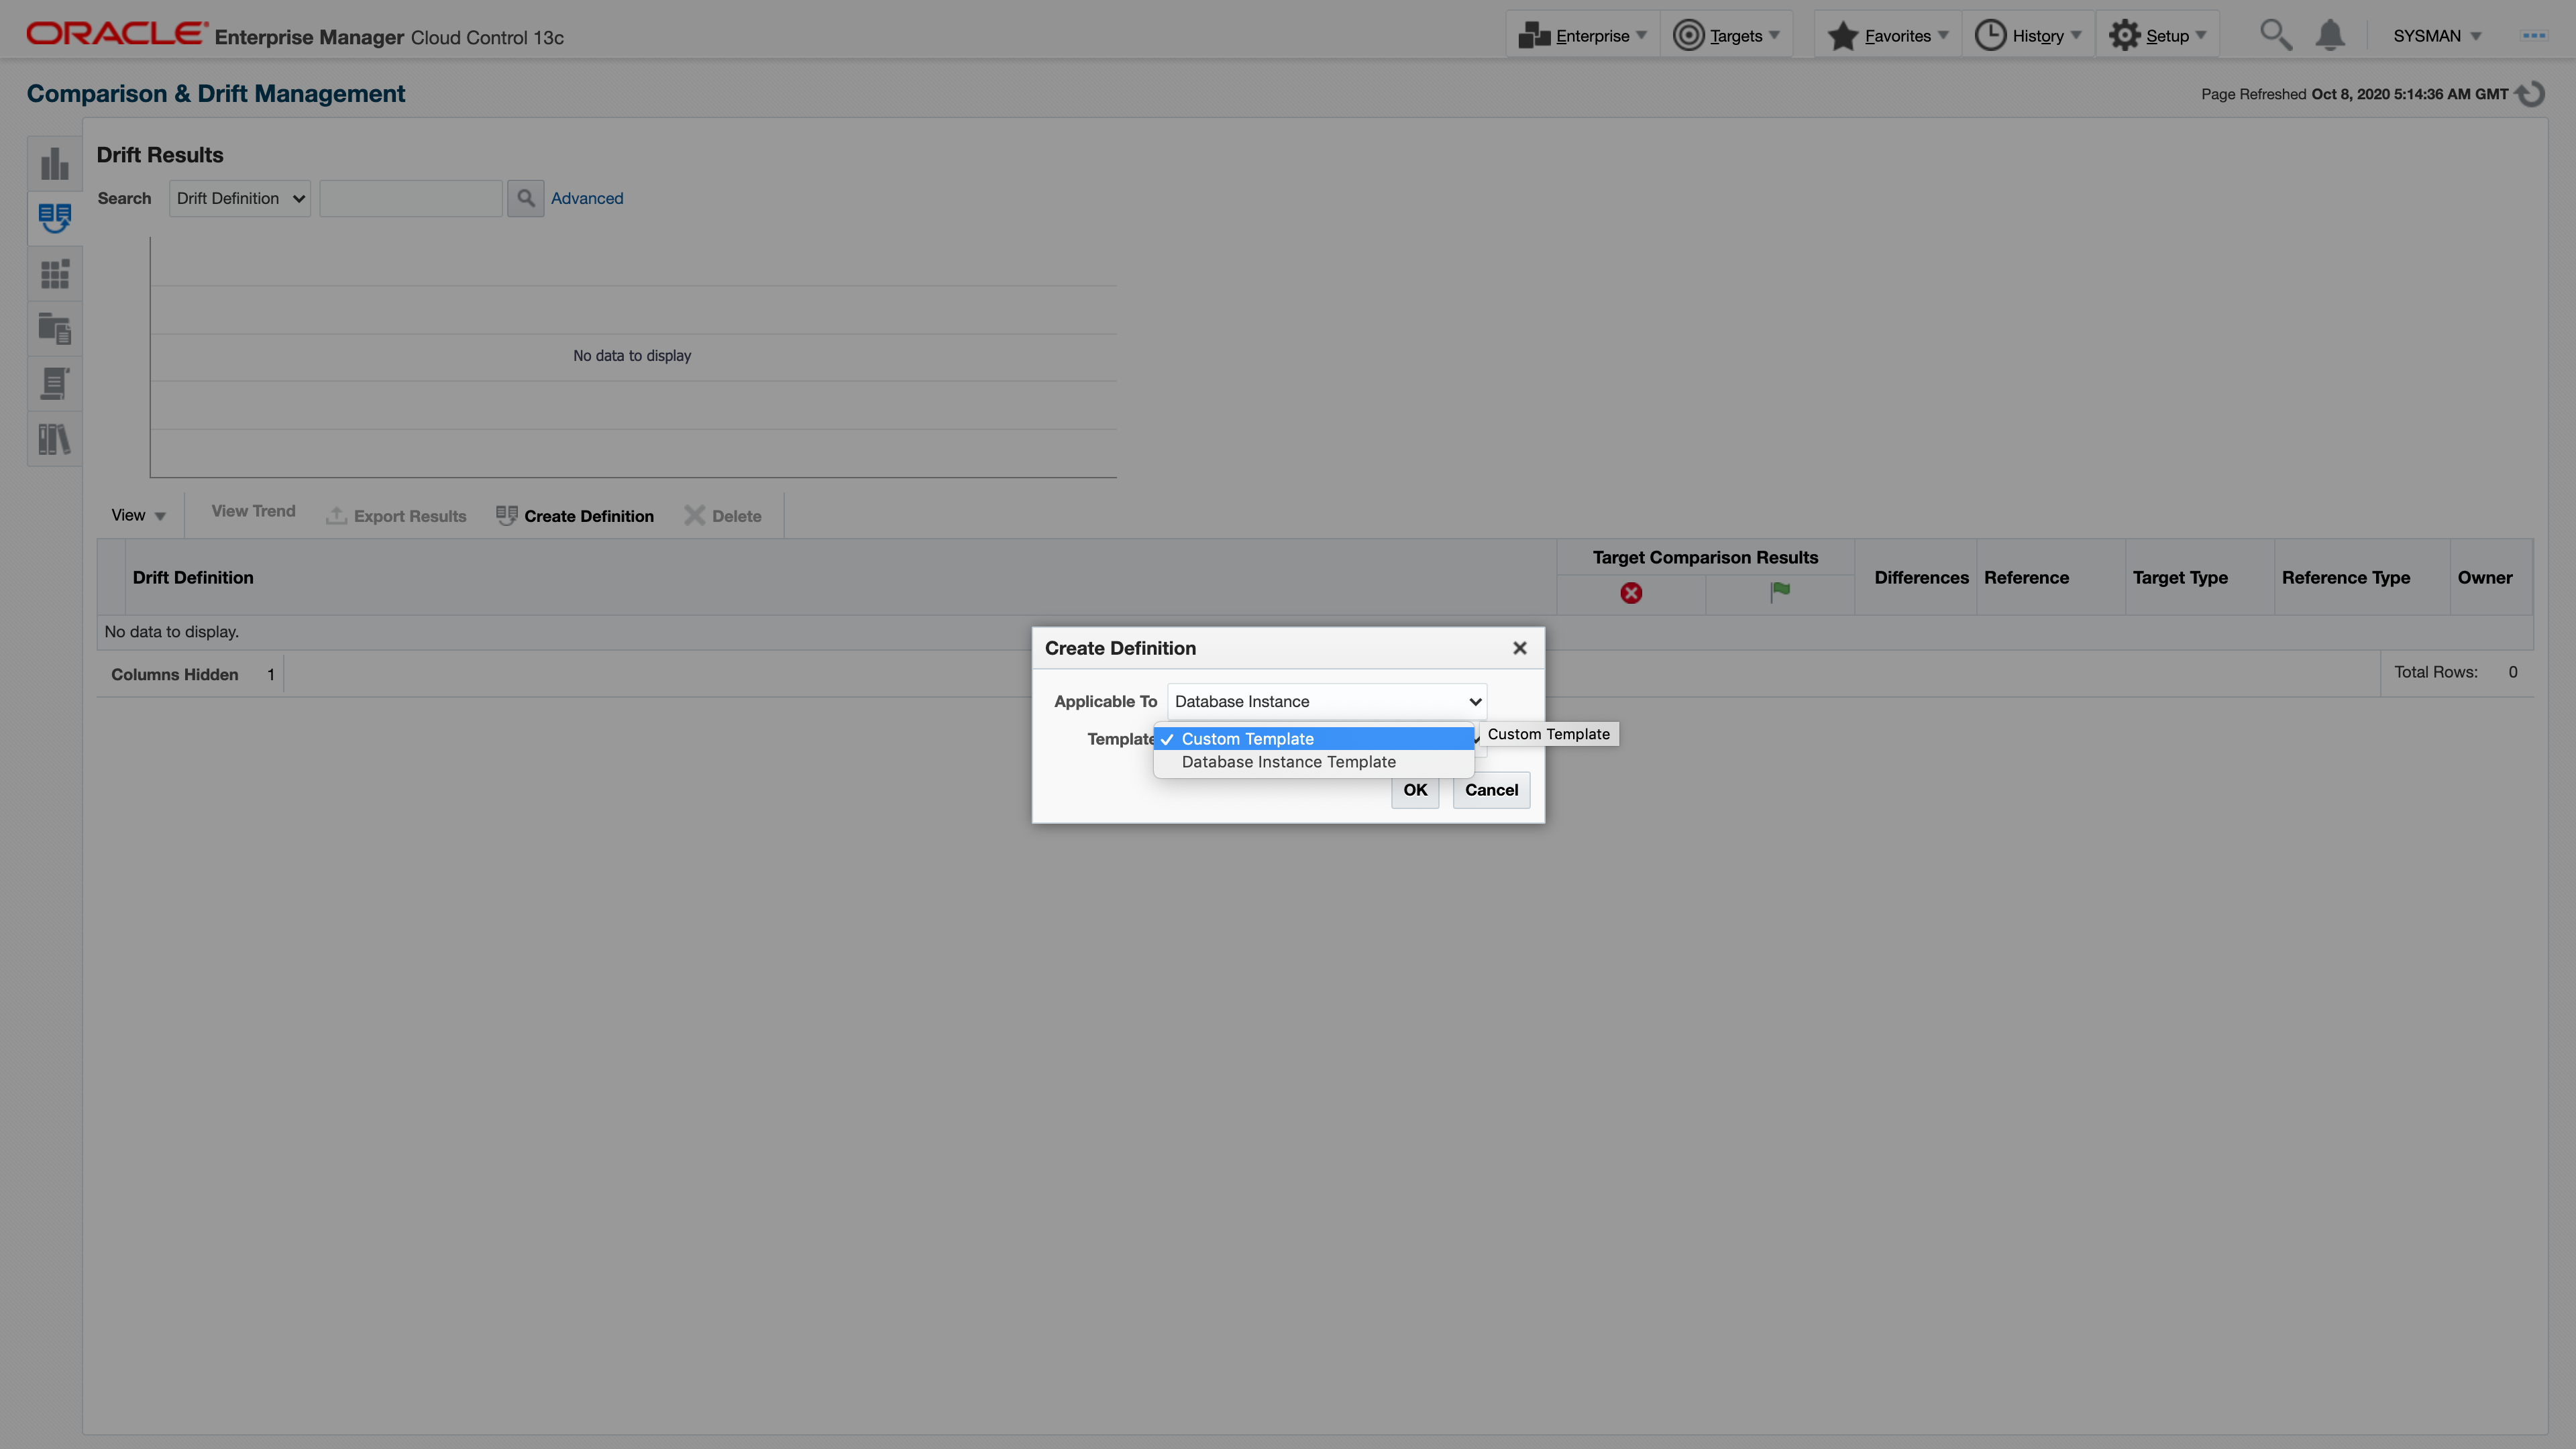 ORACLE Enterprise Manager Cloud Control 13c
Enterprise
Targets
Favorites
History
Setup
SYSMAN
Comparison & Drift Management
Page Refreshed Oct 8, 2020 5:14:36 AM GMT
Drift Results
Search
Drift Definition
Advanced
No data to display
View
View Trend
Export Results
Create Definition
Delete
Drift Definition
Target Comparison Results
Differences
Reference
Target Type
Reference Type
Owner
No data to display.
Columns Hidden 1
Total Rows: 0
Create Definition
Applicable To
Database Instance
Template
Custom Template
Custom Template
Database Instance Template
OK
Cancel